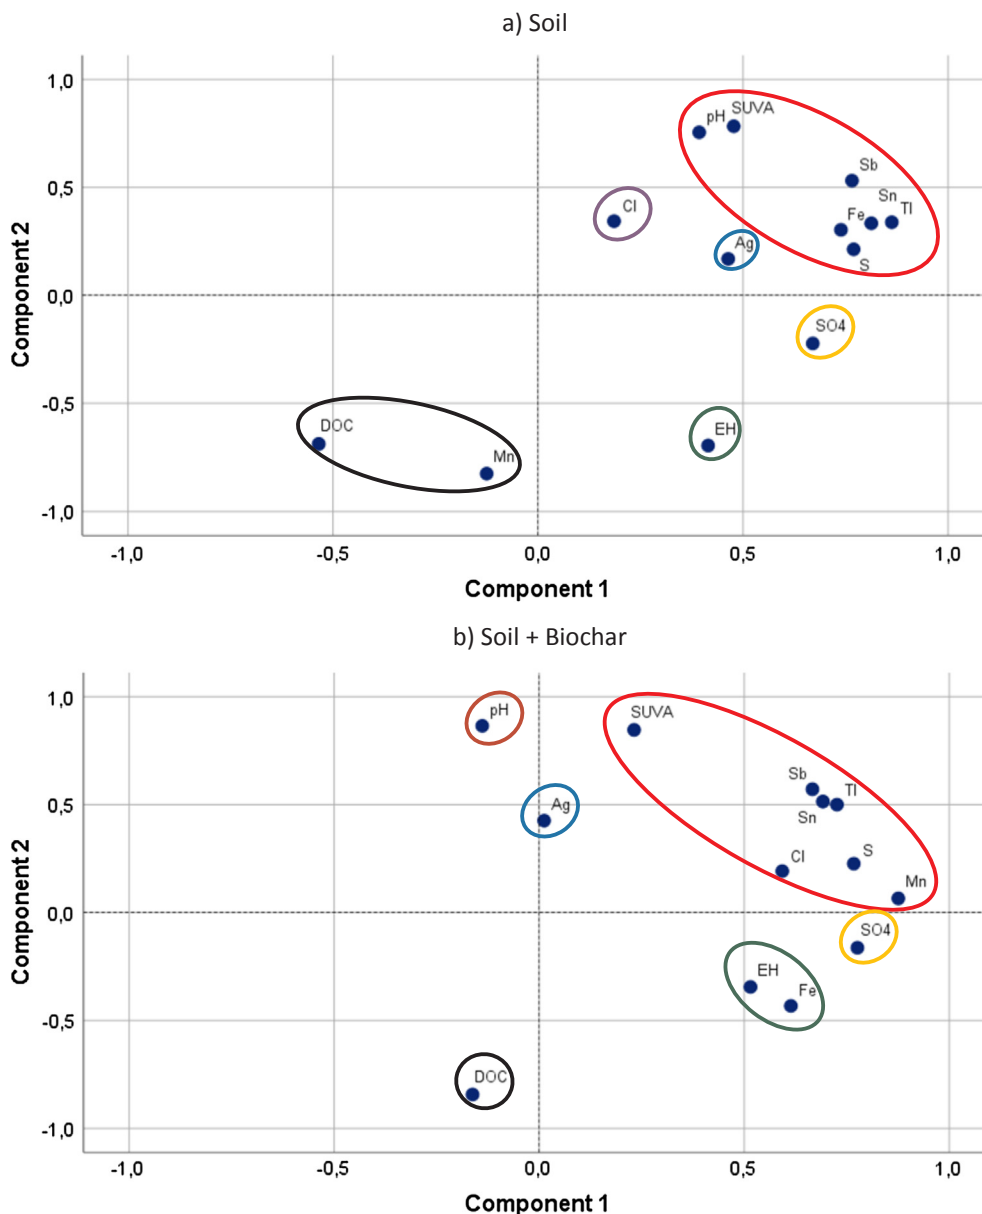 a) Soil
1,0
SUVA
pH
Sb
0,5
Sn
Cl
Fe
Tl
Ag
S
0,0
SO4
-0,5
DOC
EH
Mn
-1,0
-1,0 -0,5 0,0 0,5 1,0
Component 2
Component 1
b) Soil + Biochar
1,0
pH
SUVA
Sb
Tl
0,5
Ag
Sn
Cl
S
Mn
0,0
SO4
EH
Fe
-0,5
DOC
-1,0
-1,0 -0,5 0,0 0,5 1,0
Component 2
Component 1